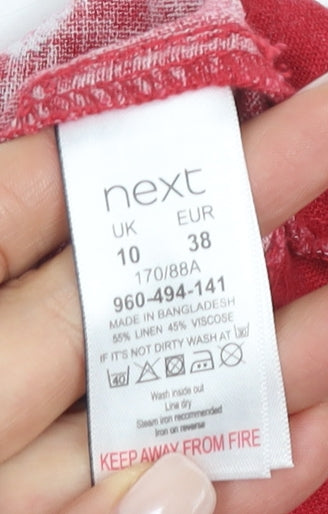 next
UK EUR
10 38
170/88A
960-494-141
MADE IN BANGLADESH
55% LINEN 45% VISCOSE
IF IT'S NOT DIRTY WASH AT 30
40
Wash inside out
Line dry
Steam iron recommended
Iron on reverse
KEEP AWAY FROM FIRE